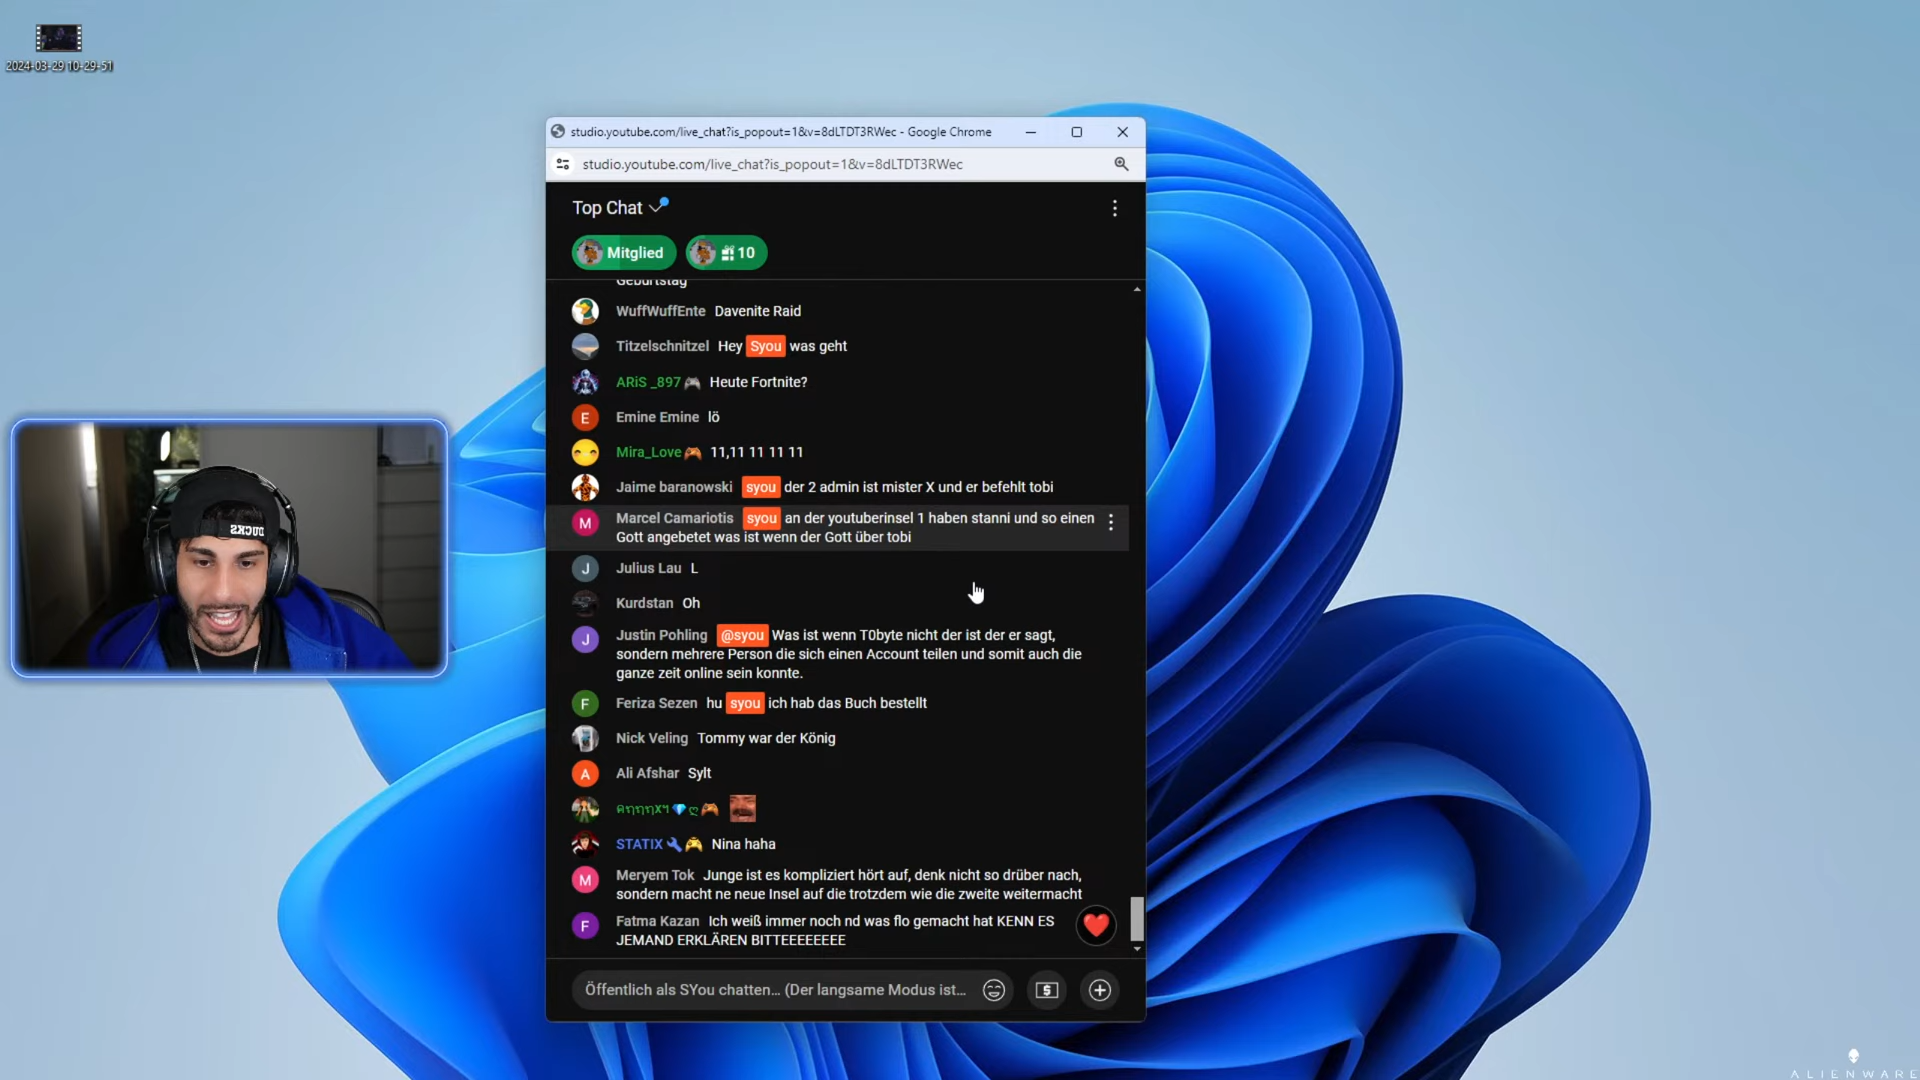 2024-03-29 10-29-51
studio.youtube.com/live_chat?is_popout=1&v=8dLTDT3RWec - Google Chrome
studio.youtube.com/live_chat?is_popout=1&v=8dLTDT3RWec
Top Chat
Mitglied 10
Geburtstag
WuffWuffEnte Davenite Raid
Titzelschnitzel Hey Syou was geht
ARiS _897 Heute Fortnite?
E Emine Emine lö
Mira_Love 11,11 11 11 11
Jaime baranowski syou der 2 admin ist mister X und er befehlt tobi
M Marcel Camariotis syou an der youtuberinsel 1 haben stanni und so einen
Gott angebetet was ist wenn der Gott über tobi
J Julius Lau L
Kurdstan Oh
J Justin Pohling @syou Was ist wenn T0byte nicht der ist der er sagt,
sondern mehrere Person die sich einen Account teilen und somit auch die
ganze zeit online sein konnte.
F Feriza Sezen hu syou ich hab das Buch bestellt
Nick Veling Tommy war der König
A Ali Afshar Sylt
STATIX Nina haha
M Meryem Tok Junge ist es kompliziert hört auf, denk nicht so drüber nach,
sondern macht ne neue Insel auf die trotzdem wie die zweite weitermacht
F Fatma Kazan Ich weiß immer noch nd was flo gemacht hat KENN ES
JEMAND ERKLÄREN BITTEEEEEEEE
Öffentlich als SYou chatten… (Der langsame Modus ist…
ALIENWARE